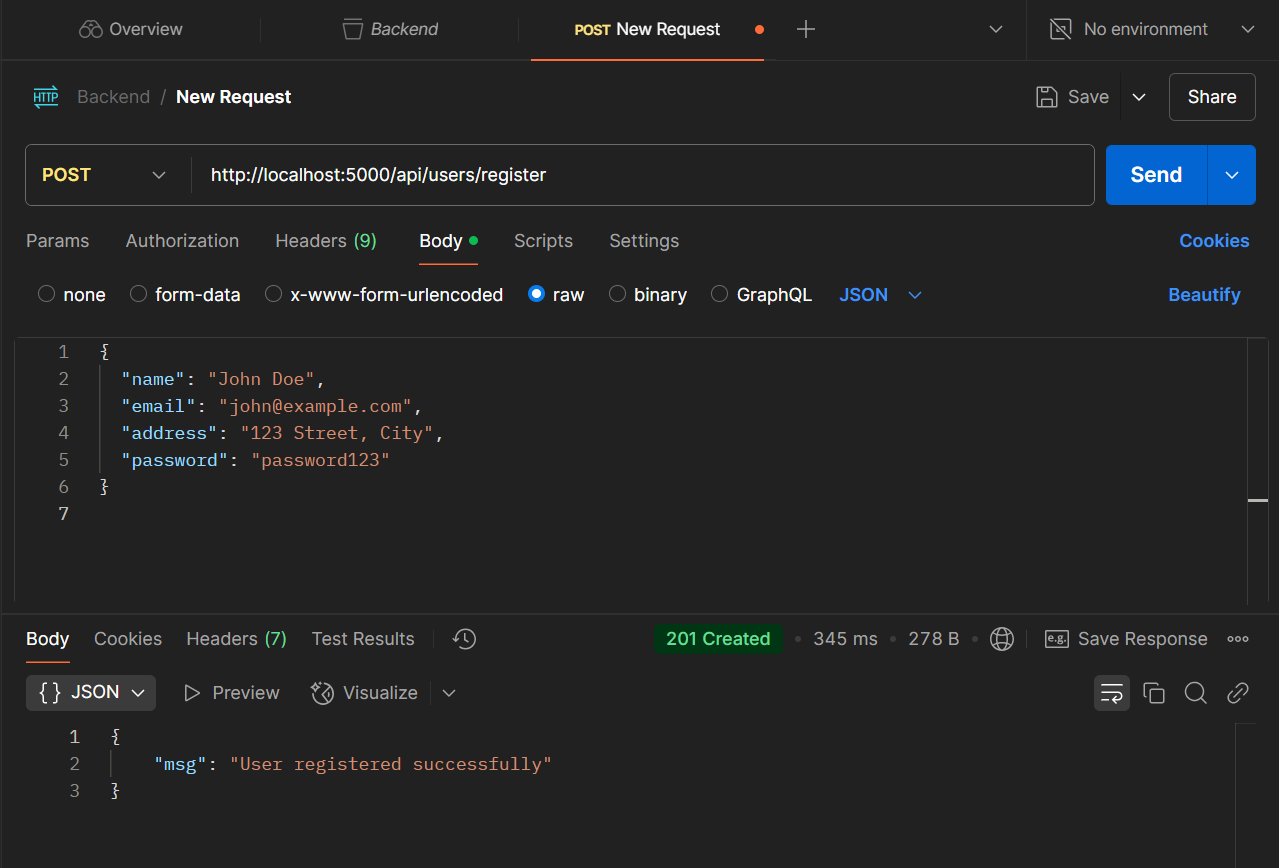 Overview Backend POST New Request No environment
HTTP Backend / New Request Save Share
POST http://localhost:5000/api/users/register Send
Params Authorization Headers (9) Body Scripts Settings Cookies
none form-data x-www-form-urlencoded raw binary GraphQL JSON Beautify
1 {
2 "name": "John Doe",
3 "email": "john@example.com",
4 "address": "123 Street, City",
5 "password": "password123"
6 }
7
Body Cookies Headers (7) Test Results 201 Created • 345 ms • 278 B • e.g. Save Response
{} JSON Preview Visualize
1 {
2 "msg": "User registered successfully"
3 }